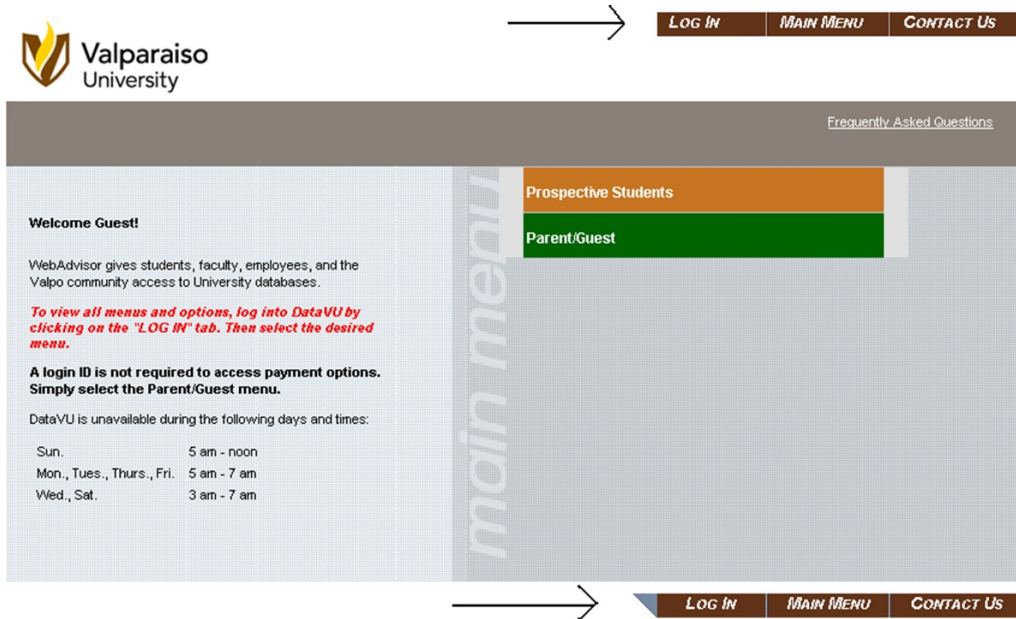 LOG IN MAIN MENU CONTACT US
Valparaiso
University
Frequently Asked Questions
main menu
Prospective Students
Parent/Guest
Welcome Guest!
WebAdvisor gives students, faculty, employees, and the
Valpo community access to University databases.
To view all menus and options, log into DataVU by
clicking on the "LOG IN" tab. Then select the desired
menu.
A login ID is not required to access payment options.
Simply select the Parent/Guest menu.
DataVU is unavailable during the following days and times:
Sun. 5 am - noon
Mon., Tues., Thurs., Fri. 5 am - 7 am
Wed., Sat. 3 am - 7 am
LOG IN MAIN MENU CONTACT US